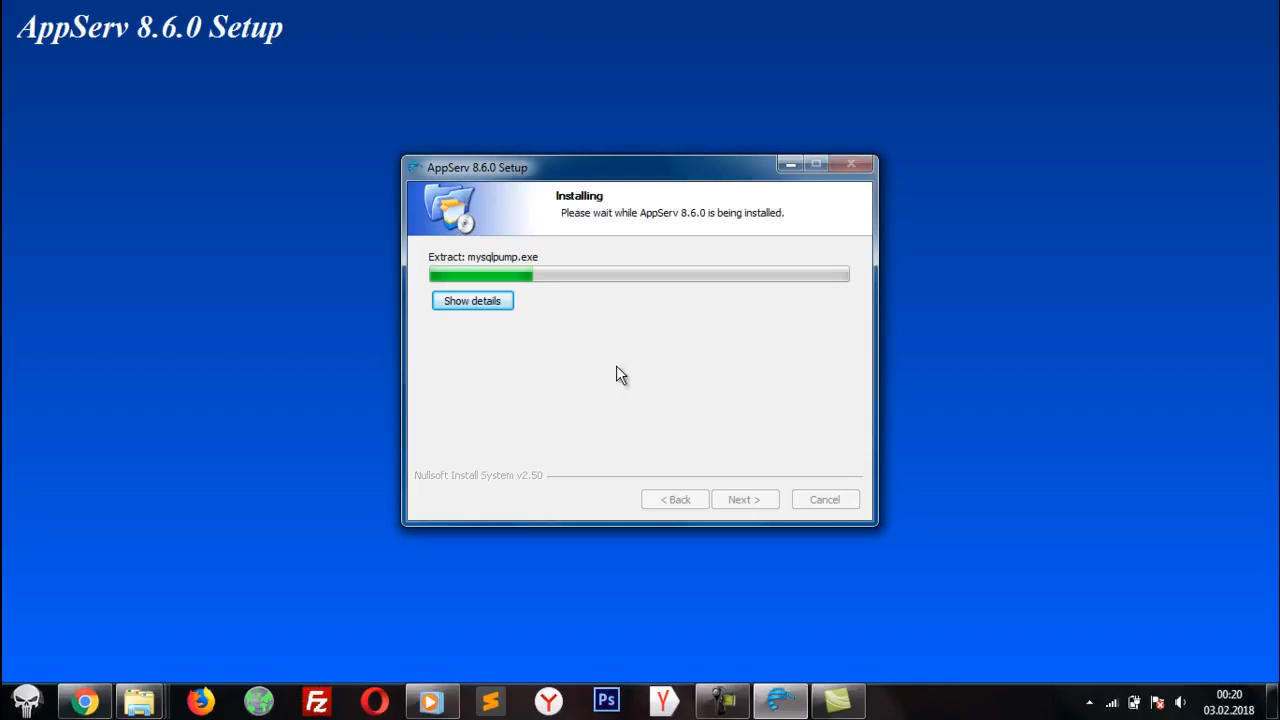 AppServ 8.6.0 Setup
AppServ 8.6.0 Setup
Installing
Please wait while AppServ 8.6.0 is being installed.
Extract: mysqlpump.exe
Show details
Nullsoft Install System v2.50
< Back
Next >
Cancel
Fz
Y
Ps
Y
00:20
03.02.2018